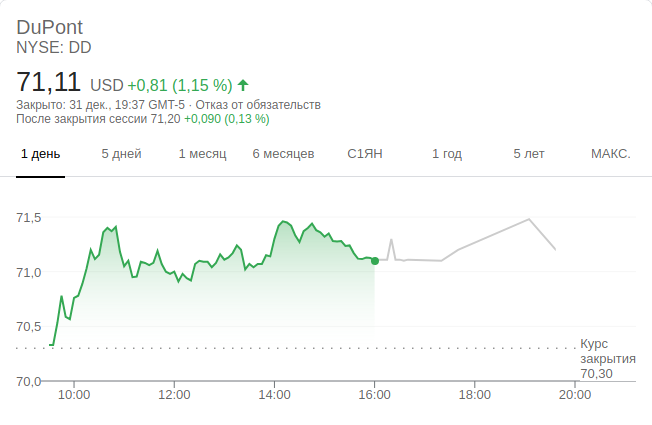 DuPont
NYSE: DD
71,11 USD +0,81 (1,15 %)
Закрыто: 31 дек., 19:37 GMT-5 · Отказ от обязательств
После закрытия сессии 71,20 +0,090 (0,13 %)
1 день 5 дней 1 месяц 6 месяцев С1ЯН 1 год 5 лет МАКС.
71,5
71,0
70,5
Курс
закрытия
70,30
70,0
10:00 12:00 14:00 16:00 18:00 20:00